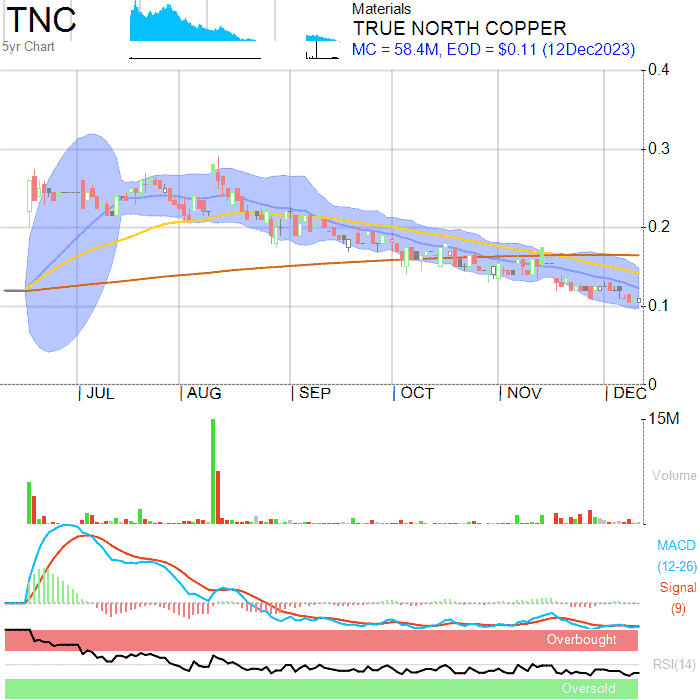 TNC
5yr Chart
Materials
TRUE NORTH COPPER
MC = 58.4M, EOD = $0.11 (12Dec2023)
0.4
0.3
0.2
0.1
0
JUL
AUG
SEP
OCT
NOV
DEC
15M
Volume
MACD
(12-26)
Signal
(9)
Overbought
RSI(14)
Oversold